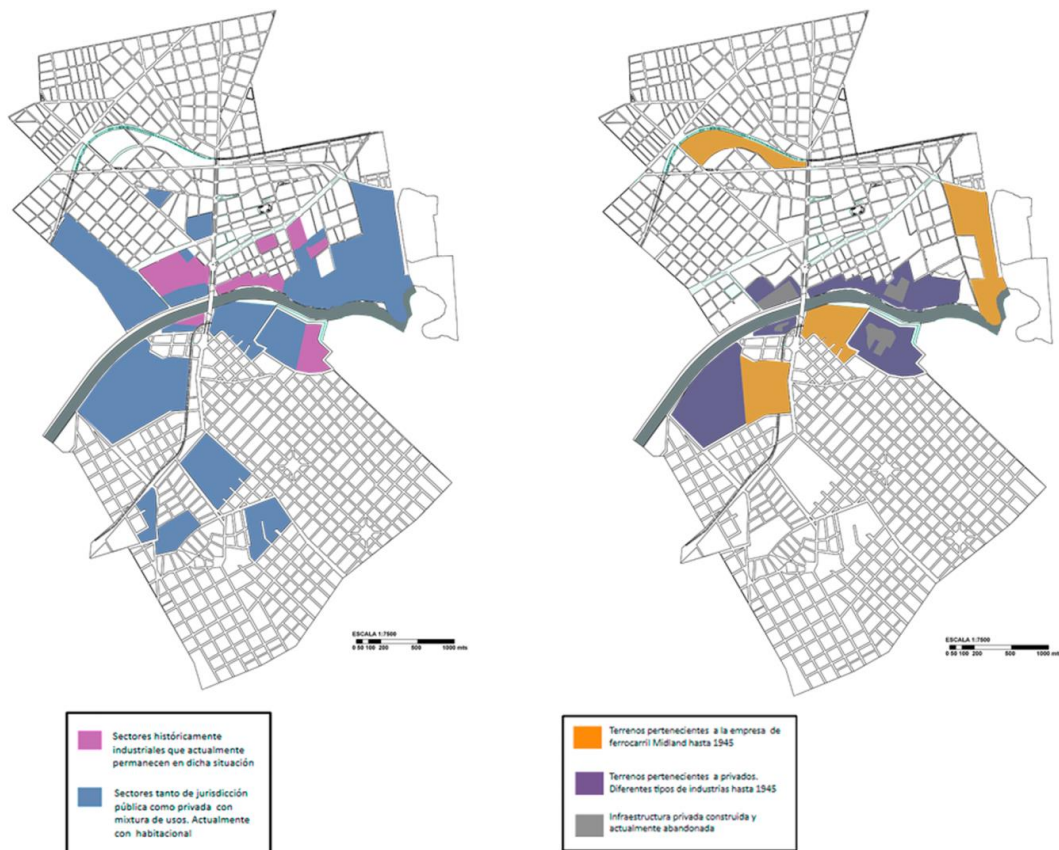 ESCALA 1:7500
0 50 100 200 500 1000 mts
Sectores históricamente
industriales que actualmente
permanecen en dicha situación
Sectores tanto de jurisdicción
pública como privada con
mixtura de usos. Actualmente
con habitacional
ESCALA 1:7500
0 50 100 200 500 1000 mts
Terrenos pertenecientes a la empresa de
ferrocarril Midland hasta 1945
Terrenos pertenecientes a privados.
Diferentes tipos de industrias hasta 1945
Infraestructura privada construida y
actualmente abandonada